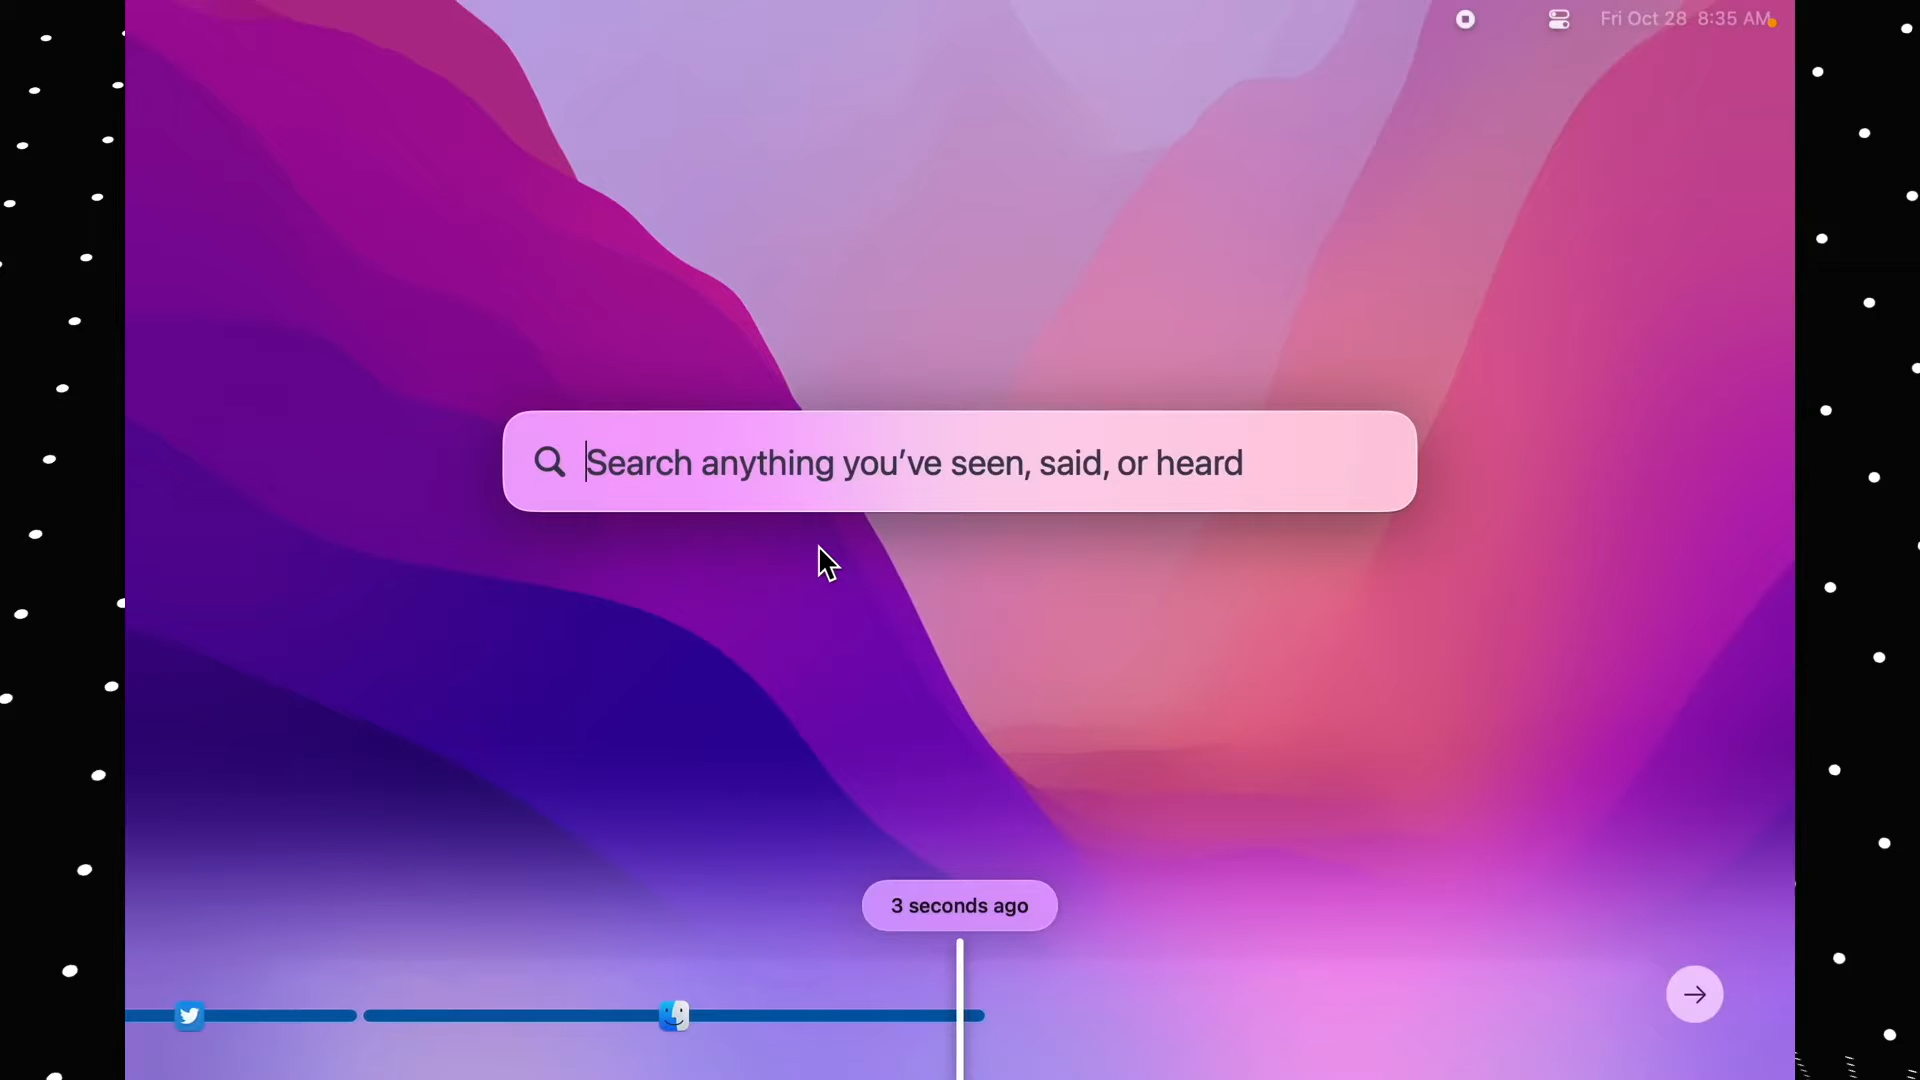 Fri Oct 28 8:35 AM
Search anything you’ve seen, said, or heard
3 seconds ago